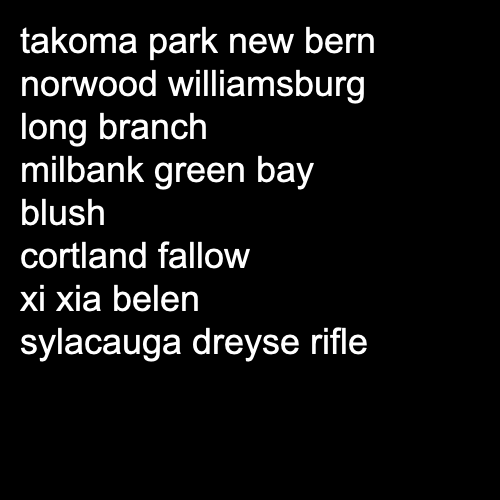 takoma park new bern
norwood williamsburg
long branch
milbank green bay
blush
cortland fallow
xi xia belen
sylacauga dreyse rifle